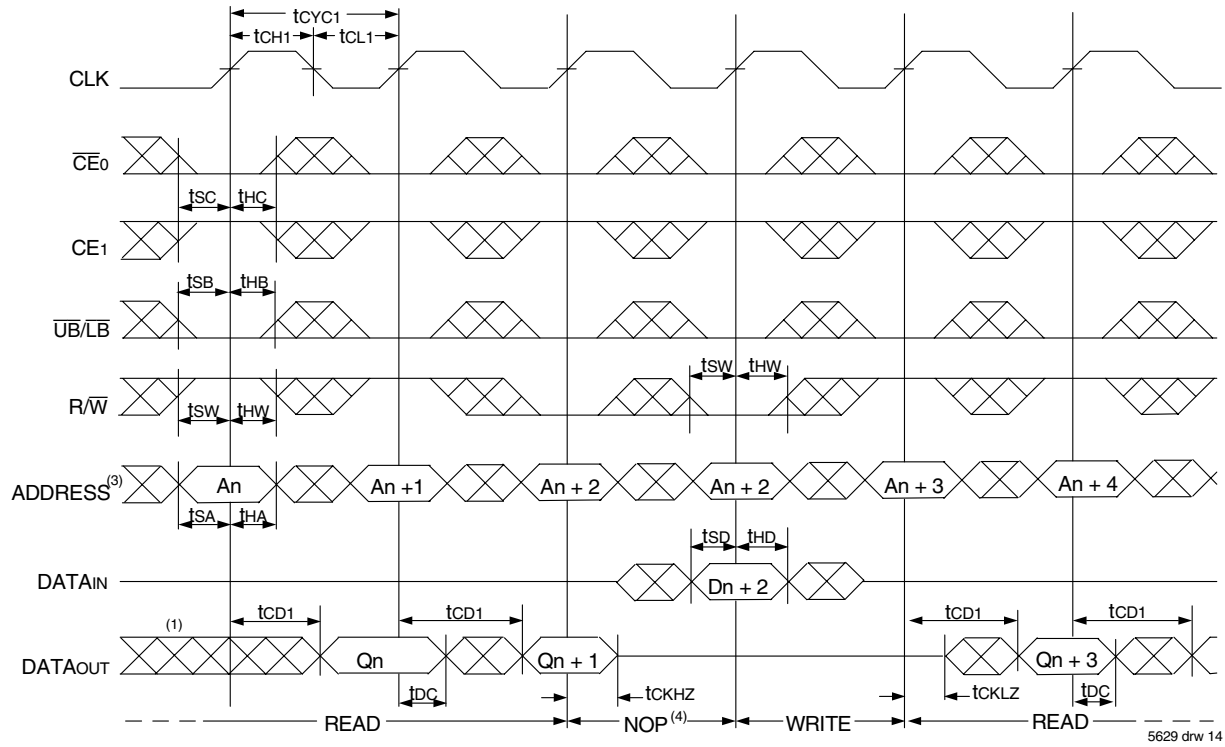 tCYC1
tCH1 tCL1
CLK
CE0
tSC tHC
CE1
tSB tHB
UB/LB
tSW tHW
R/W
tSW tHW
ADDRESS(3) An An +1 An + 2 An + 2 An + 3 An + 4
tSA tHA
tSD tHD
DATAIN Dn + 2
tCD1 tCD1 tCD1 tCD1
(1)
DATAOUT Qn Qn + 1 Qn + 3
tDC tCKHZ tCKLZ tDC
READ NOP(4) WRITE READ
5629 drw 14